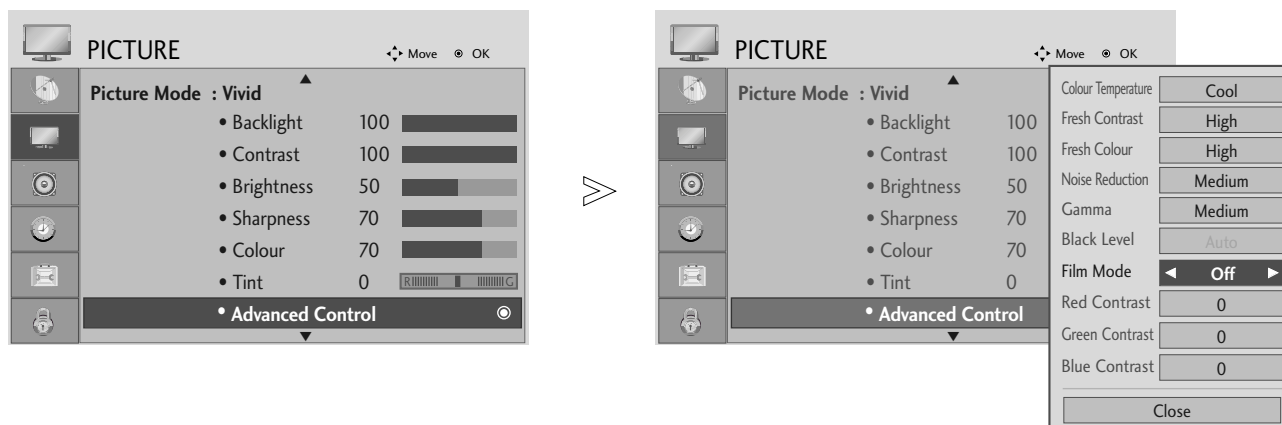 PICTURE
Move OK
Picture Mode : Vivid
• Backlight 100
• Contrast 100
• Brightness 50
• Sharpness 70
• Colour 70
• Tint 0 R G
• Advanced Control
PICTURE
Move OK
Picture Mode : Vivid
• Backlight 100
• Contrast 100
• Brightness 50
• Sharpness 70
• Colour 70
• Tint 0
• Advanced Control
Colour Temperature Cool
Fresh Contrast High
Fresh Colour High
Noise Reduction Medium
Gamma Medium
Black Level Auto
Film Mode Off
Red Contrast 0
Green Contrast 0
Blue Contrast 0
Close